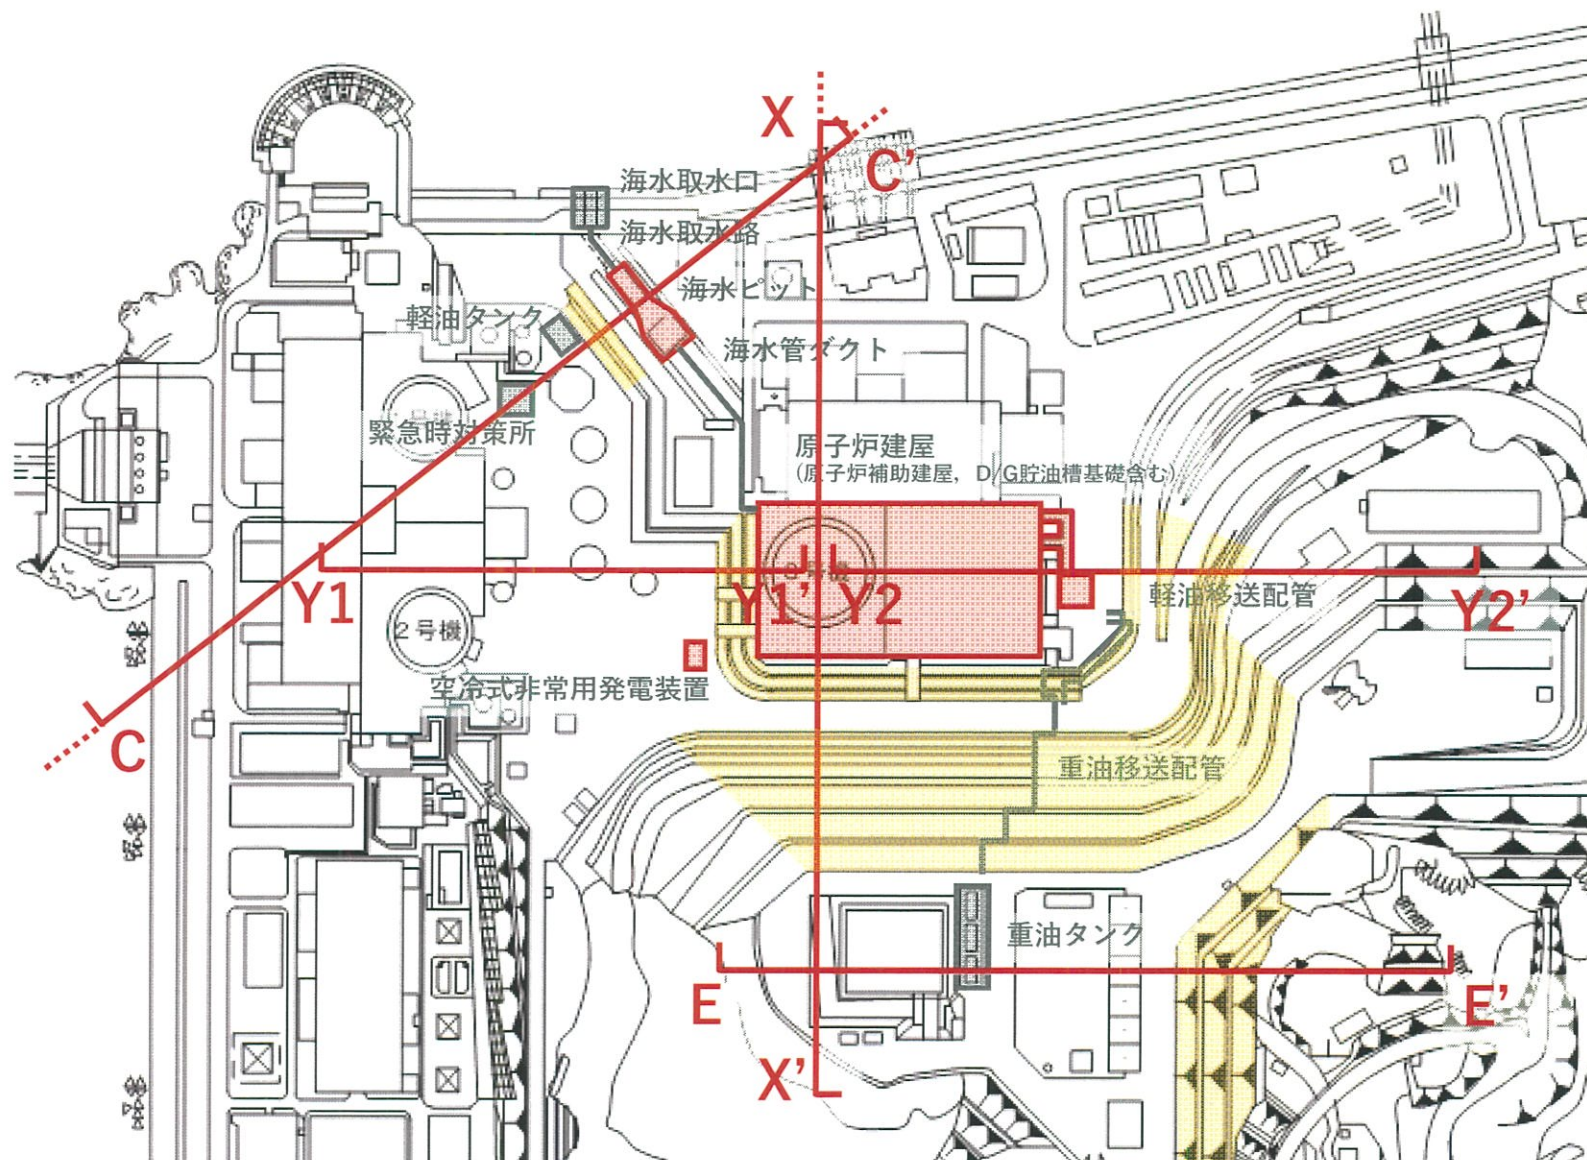 X
C'
海水取水口
海水取水路
海水ピット
軽油タンク
海水管ダクト
緊急時対策所
原子炉建屋
(原子炉補助建屋, D/G貯油槽基礎含む)
Y1
Y1'
Y2
軽油移送配管
Y2'
2号機
空冷式非常用発電装置
C
重油移送配管
重油タンク
E
E'
X'